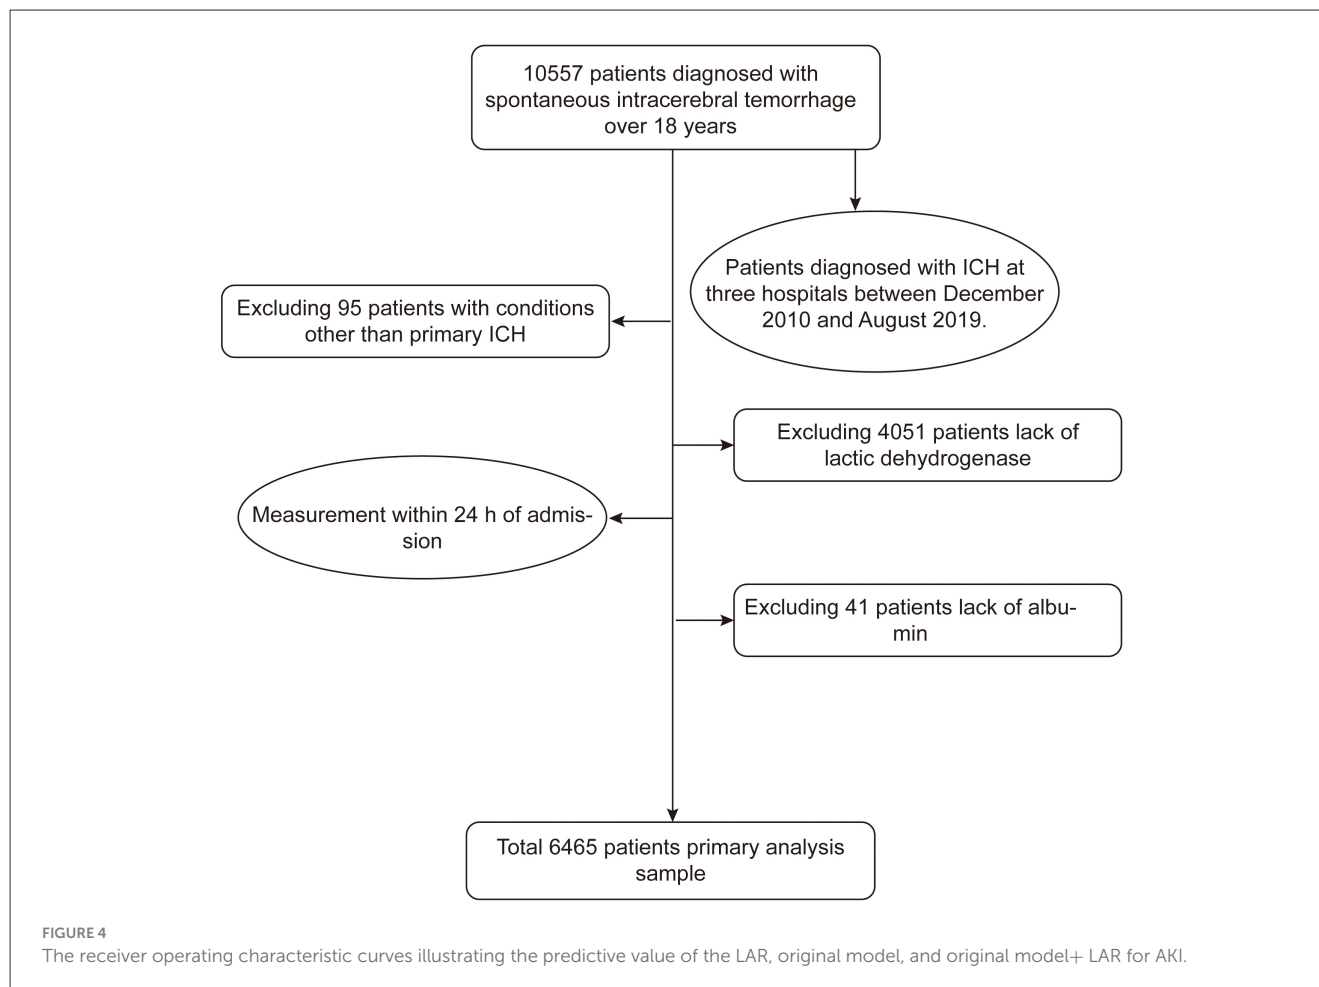 10557 patients diagnosed with
spontaneous intracerebral temorrhage
over 18 years
Patients diagnosed with ICH at
three hospitals between December
2010 and August 2019.
Excluding 95 patients with conditions
other than primary ICH
Excluding 4051 patients lack of
lactic dehydrogenase
Measurement within 24 h of admis-
sion
Excluding 41 patients lack of albu-
min
Total 6465 patients primary analysis
sample
FIGURE 4
The receiver operating characteristic curves illustrating the predictive value of the LAR, original model, and original model+ LAR for AKI.